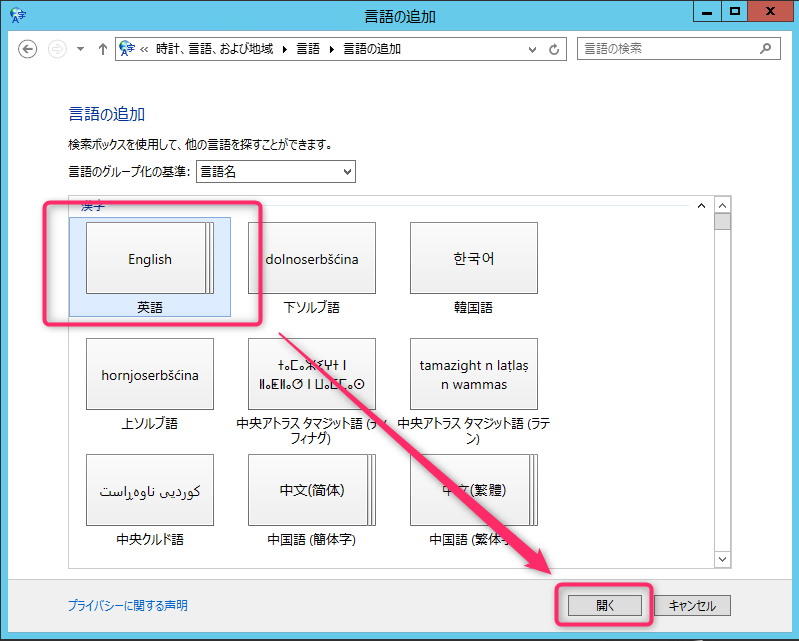 言語の追加
« 時計、言語、および地域 ▸ 言語 ▸ 言語の追加
言語の検索
言語の追加
検索ボックスを使用して、他の言語を探すことができます。
言語のグループ化の基準: 言語名
漢字
English
dolnoserbšćina
한국어
英語
下ソルブ語
韓国語
hornjoserbšćina
tamazight n laṭlaṣ
n wammas
上ソルブ語
中央アトラス タマジット語 (ティ
フィナグ)
中央アトラス タマジット語 (ラテ
ン)
کوردیی ناوەڕاست
中文(简体)
中文(繁體)
中央クルド語
中国語 (簡体字)
中国語 (繁体字)
プライバシーに関する声明
開く
キャンセル